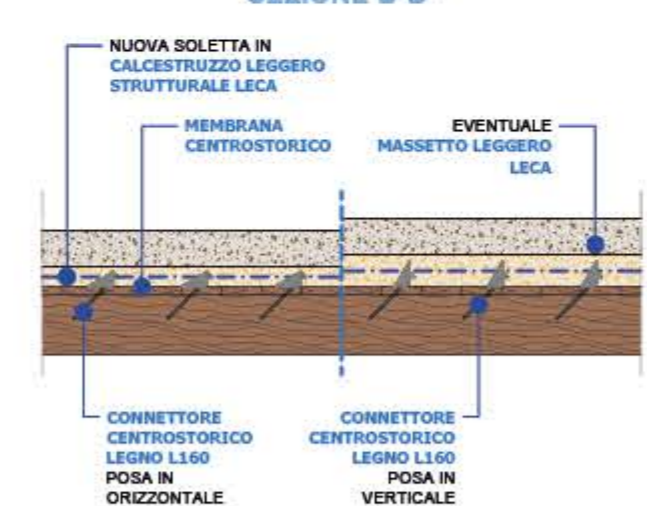 NUOVA SOLETTA IN
CALCESTRUZZO LEGGERO
STRUTTURALE LECA
MEMBRANA
CENTROSTORICO
EVENTUALE
MASSETTO LEGGERO
LECA
CONNETTORE
CENTROSTORICO
LEGNO L160
POSA IN
ORIZZONTALE
CONNETTORE
CENTROSTORICO
LEGNO L160
POSA IN
VERTICALE